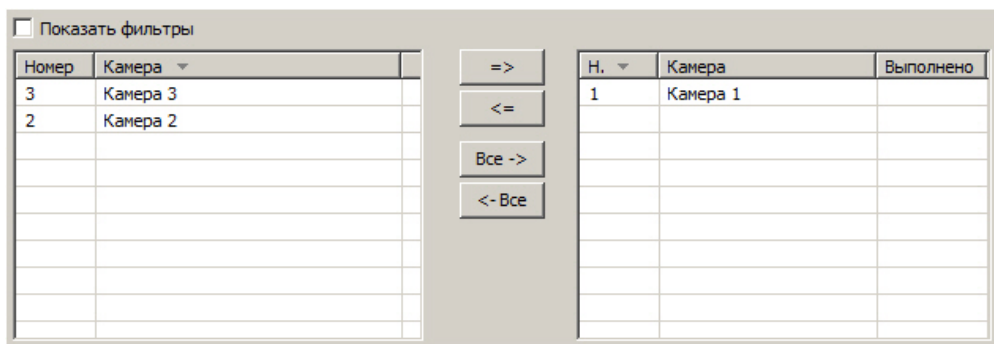 Показать фильтры
Номер Камера
3 Камера 3
2 Камера 2
=>
<=
Все ->
<- Все
Н. Камера Выполнено
1 Камера 1